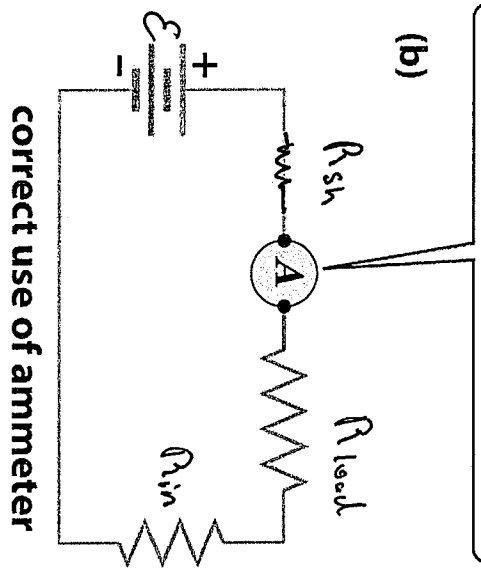 (b)
ℰ
+
-
R_sh
A
R_load
R_in
correct use of ammeter